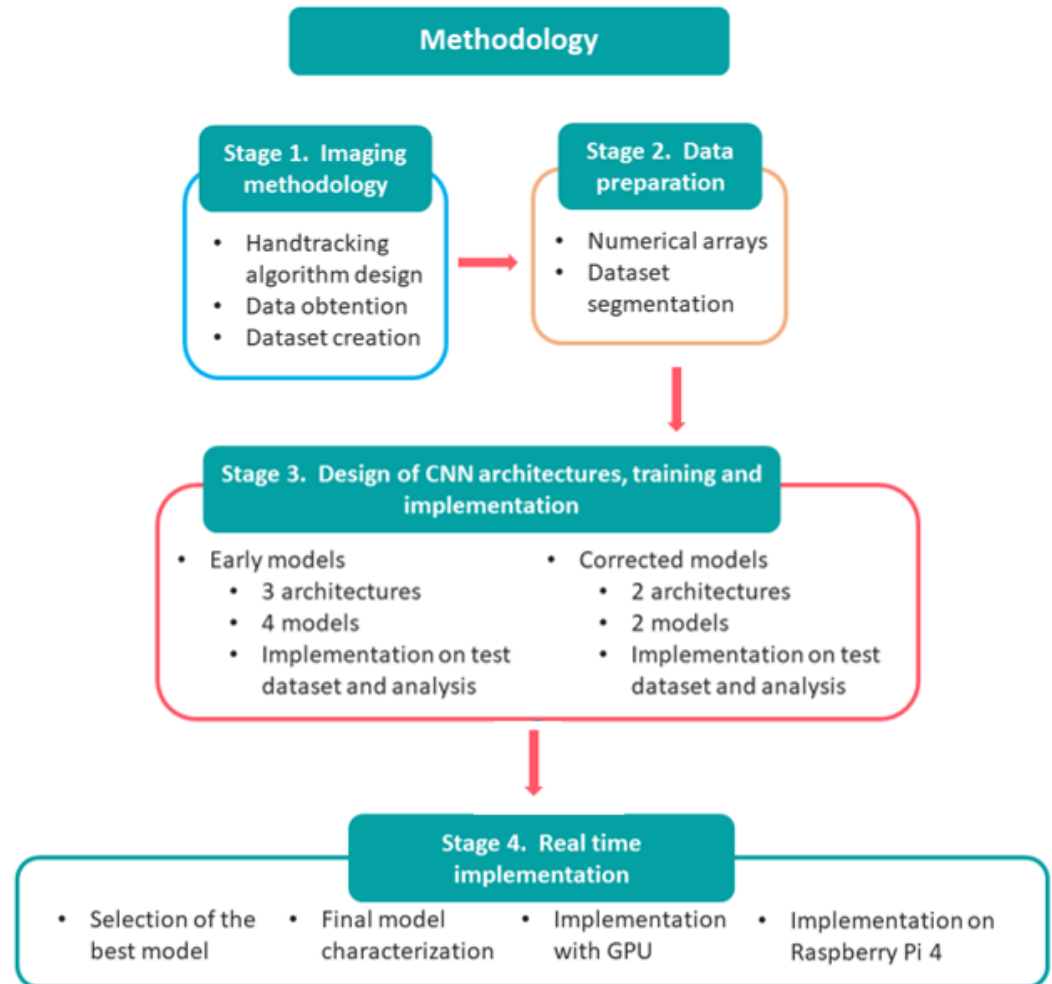 Methodology
Stage 1. Imaging
methodology
• Handtracking
algorithm design
• Data obtention
• Dataset creation
Stage 2. Data
preparation
• Numerical arrays
• Dataset
segmentation
Stage 3. Design of CNN architectures, training and
implementation
• Early models
• 3 architectures
• 4 models
• Implementation on test
dataset and analysis
• Corrected models
• 2 architectures
• 2 models
• Implementation on test
dataset and analysis
Stage 4. Real time
implementation
• Selection of the
best model
• Final model
characterization
• Implementation
with GPU
• Implementation on
Raspberry Pi 4